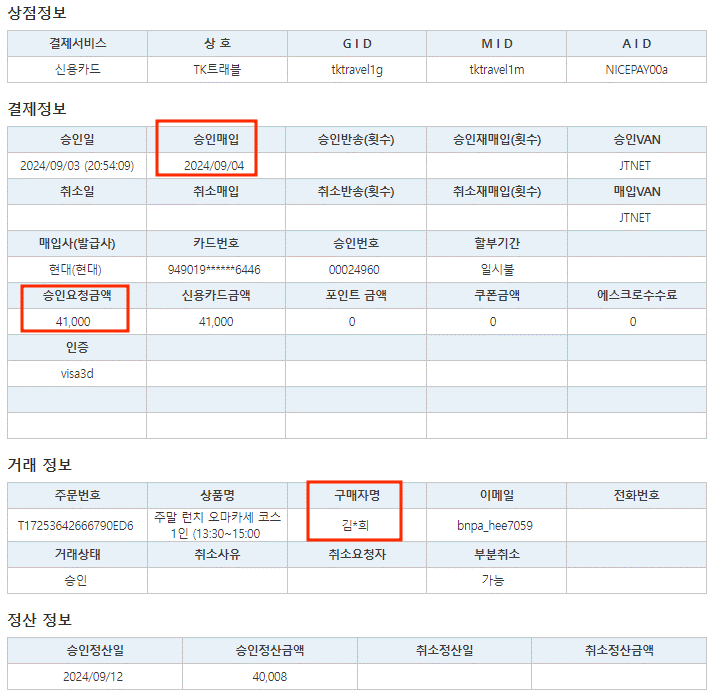 상점정보
결제서비스 상 호 G I D M I D A I D
신용카드 TK트래블 tktravel1g tktravel1m NICEPAY00a
결제정보
승인일 승인매입 승인반송(횟수) 승인재매입(횟수) 승인VAN
2024/09/03 (20:54:09) 2024/09/04 JTNET
취소일 취소매입 취소반송(횟수) 취소재매입(횟수) 매입VAN
JTNET
매입사(발급사) 카드번호 승인번호 할부기간
현대(현대) 949019******6446 00024960 일시불
승인요청금액 신용카드금액 포인트 금액 쿠폰금액 에스크로수수료
41,000 41,000 0 0 0
인증
visa3d
거래 정보
주문번호 상품명 구매자명 이메일 전화번호
T17253642666790ED6 주말 런치 오마카세 코스 김*희 bnpa_hee7059
1인 (13:30~15:00
거래상태 취소사유 취소요청자 부분취소
승인 가능
정산 정보
승인정산일 승인정산금액 취소정산일 취소정산금액
2024/09/12 40,008